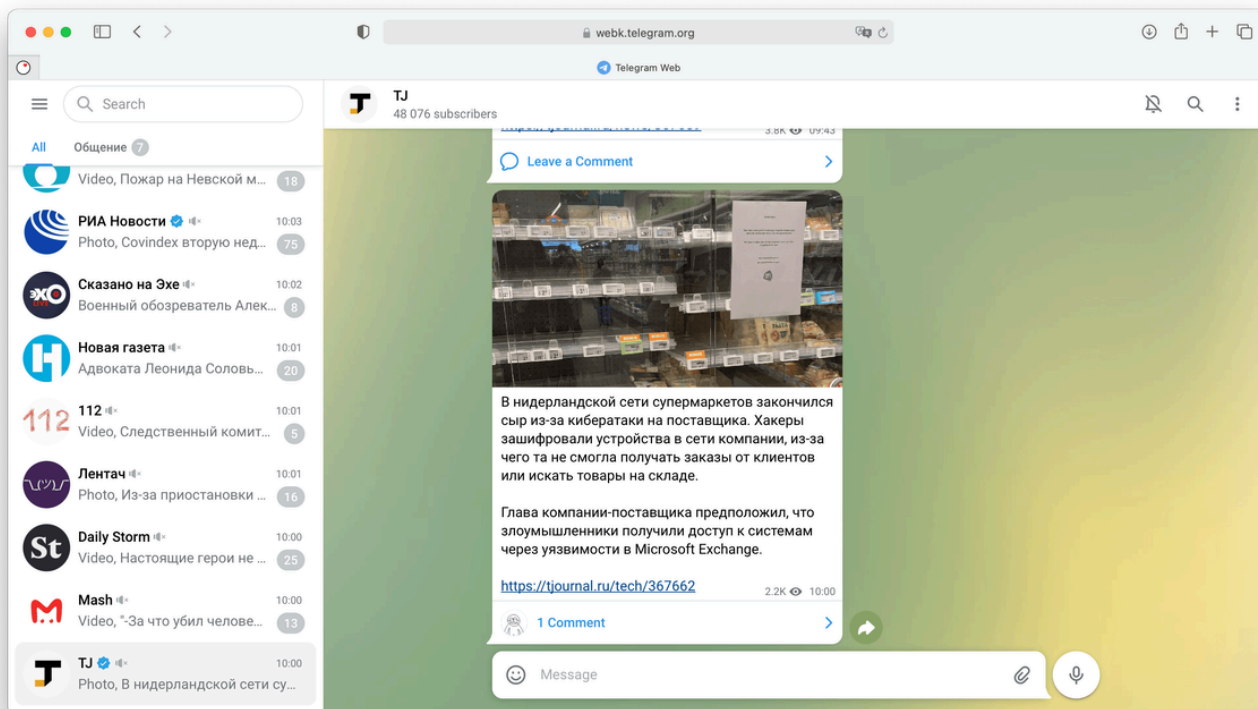 webk.telegram.org
Telegram Web
Search
All
Общение 7
Video, Пожар на Невской м... 18
РИА Новости 10:03
Photo, Covindex вторую нед... 75
ЭХО
LIVE
Сказано на Эхе 10:02
Военный обозреватель Алек... 8
Новая газета 10:01
Адвоката Леонида Соловь... 20
112
112 10:01
Video, Следственный комит... 5
Лентач 10:01
Photo, Из-за приостановки ... 16
St
Daily Storm 10:00
Video, Настоящие герои не ... 25
Mash 10:00
Video, "-За что убил челове... 13
TJ 10:00
Photo, В нидерландской сети су...
TJ
48 076 subscribers
3.8K 09:43
Leave a Comment
В нидерландской сети супермаркетов закончился
сыр из-за кибератаки на поставщика. Хакеры
зашифровали устройства в сети компании, из-за
чего та не смогла получать заказы от клиентов
или искать товары на складе.
Глава компании-поставщика предположил, что
злоумышленники получили доступ к системам
через уязвимости в Microsoft Exchange.
https://tjournal.ru/tech/367662
2.2K 10:00
1 Comment
Message